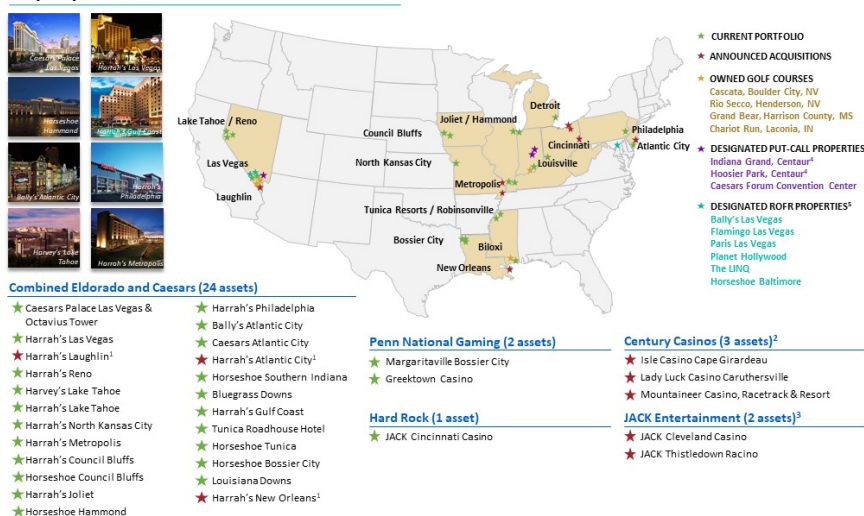 Caesars Palace
Las Vegas
Harrah's Las Vegas
Horseshoe
Hammond
Harrah's Gulf Coast
Bally's Atlantic City
Harrah's
Philadelphia
Harvey's Lake
Tahoe
Harrah's Metropolis
Lake Tahoe / Reno
Las Vegas
Laughlin
Council Bluffs
North Kansas City
Joliet / Hammond
Detroit
Cincinnati
Louisville
Metropolis
Tunica Resorts / Robinsonville
Bossier City
Biloxi
New Orleans
Philadelphia
Atlantic City
CURRENT PORTFOLIO
ANNOUNCED ACQUISITIONS
OWNED GOLF COURSES
Cascata, Boulder City, NV
Rio Secco, Henderson, NV
Grand Bear, Harrison County, MS
Chariot Run, Laconia, IN
DESIGNATED PUT-CALL PROPERTIES
Indiana Grand, Centaur⁴
Hoosier Park, Centaur⁴
Caesars Forum Convention Center
DESIGNATED ROFR PROPERTIES⁵
Bally's Las Vegas
Flamingo Las Vegas
Paris Las Vegas
Planet Hollywood
The LINQ
Horseshoe Baltimore
Combined Eldorado and Caesars (24 assets)
Caesars Palace Las Vegas &
Octavius Tower
Harrah's Las Vegas
Harrah's Laughlin¹
Harrah's Reno
Harvey's Lake Tahoe
Harrah's Lake Tahoe
Harrah's North Kansas City
Harrah's Metropolis
Harrah's Council Bluffs
Horseshoe Council Bluffs
Harrah's Joliet
Horseshoe Hammond
Harrah's Philadelphia
Bally's Atlantic City
Caesars Atlantic City
Harrah's Atlantic City¹
Horseshoe Southern Indiana
Bluegrass Downs
Harrah's Gulf Coast
Tunica Roadhouse Hotel
Horseshoe Tunica
Horseshoe Bossier City
Louisiana Downs
Harrah's New Orleans¹
Penn National Gaming (2 assets)
Margaritaville Bossier City
Greektown Casino
Hard Rock (1 asset)
JACK Cincinnati Casino
Century Casinos (3 assets)²
Isle Casino Cape Girardeau
Lady Luck Casino Caruthersville
Mountaineer Casino, Racetrack & Resort
JACK Entertainment (2 assets)³
JACK Cleveland Casino
JACK Thistledown Racino